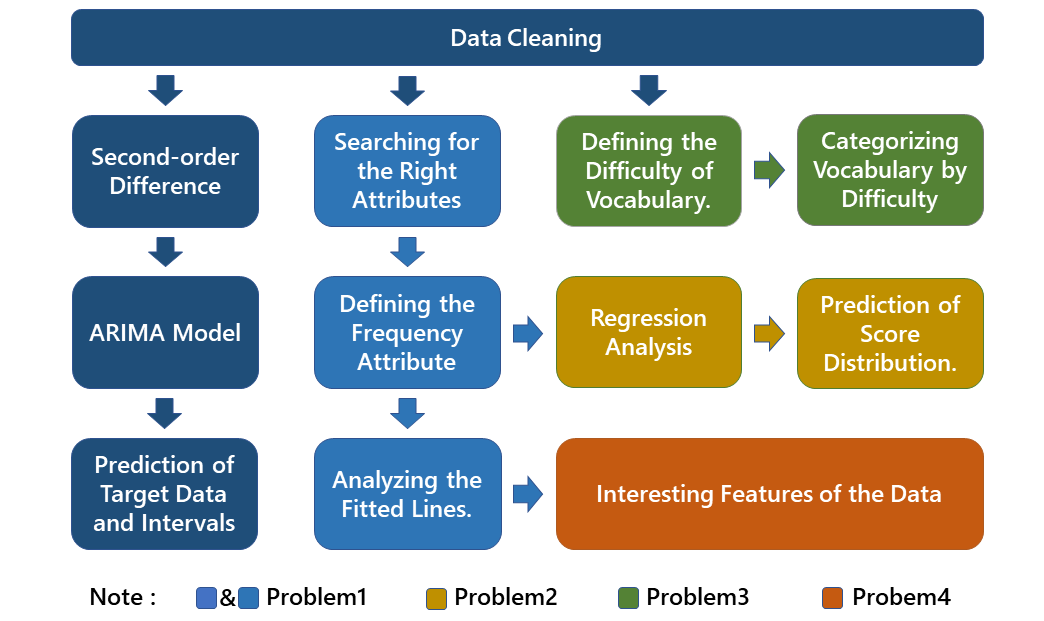 Data Cleaning
Second-order
Difference
Searching for
the Right
Attributes
Defining the
Difficulty of
Vocabulary.
Categorizing
Vocabulary by
Difficulty
ARIMA Model
Defining the
Frequency
Attribute
Regression
Analysis
Prediction of
Score
Distribution.
Prediction of
Target Data
and Intervals
Analyzing the
Fitted Lines.
Interesting Features of the Data
Note : & Problem1 Problem2 Problem3 Probem4